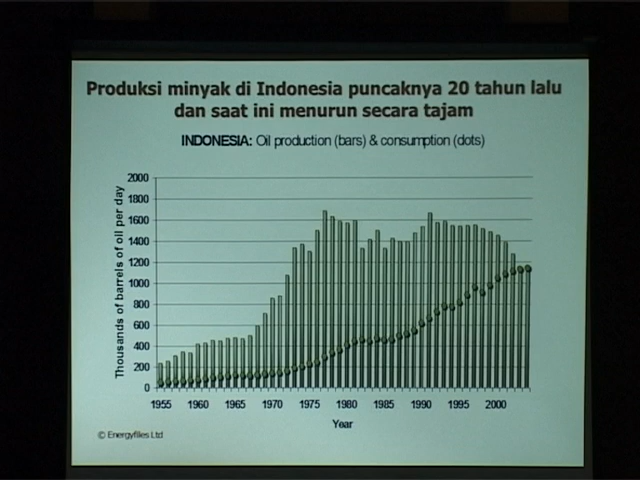 Produksi minyak di Indonesia puncaknya 20 tahun lalu
dan saat ini menurun secara tajam
INDONESIA: Oil production (bars) & consumption (dots)
Thousands of barrels of oil per day
2000
1800
1600
1400
1200
1000
800
600
400
200
0
1955 1960 1965 1970 1975 1980 1985 1990 1995 2000
Year
© Energyfiles Ltd